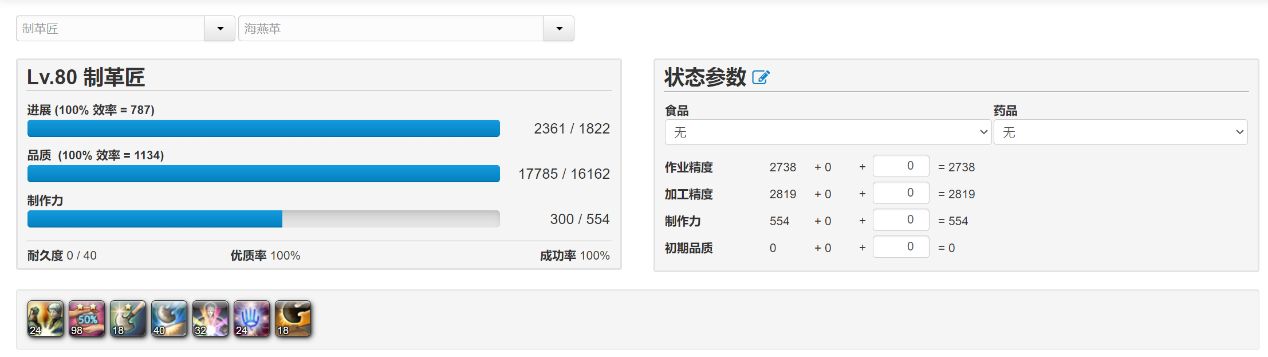 制革匠 海燕革
Lv.80 制革匠
进展 (100% 效率 = 787)
2361 / 1822
品质 (100% 效率 = 1134)
17785 / 16162
制作力
300 / 554
耐久度 0 / 40 优质率 100% 成功率 100%
状态参数
食品 药品
无 无
作业精度 2738 + 0 + 0 = 2738
加工精度 2819 + 0 + 0 = 2819
制作力 554 + 0 + 0 = 554
初期品质 0 + 0 + 0 = 0
50%
24 98 18 40 32 24 18